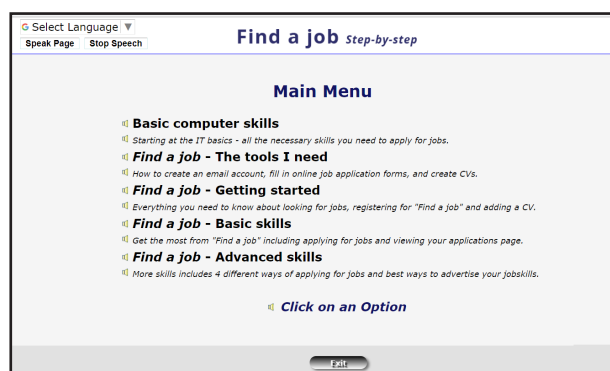 G Select Language ▼
Speak Page Stop Speech
Find a job Step-by-step
Main Menu
Basic computer skills
Starting at the IT basics - all the necessary skills you need to apply for jobs.
Find a job - The tools I need
How to create an email account, fill in online job application forms, and create CVs.
Find a job - Getting started
Everything you need to know about looking for jobs, registering for "Find a job" and adding a CV.
Find a job - Basic skills
Get the most from "Find a job" including applying for jobs and viewing your applications page.
Find a job - Advanced skills
More skills includes 4 different ways of applying for jobs and best ways to advertise your jobskills.
Click on an Option
Exit